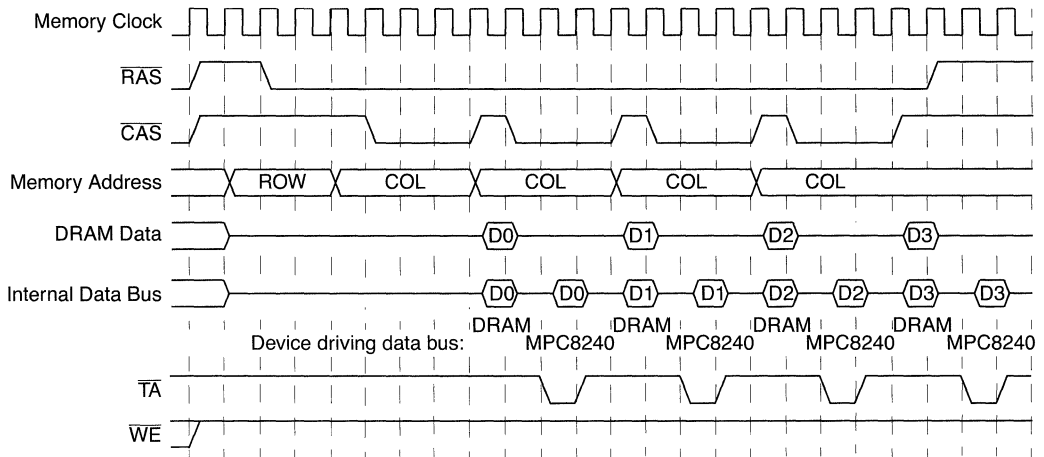 Memory Clock
RAS
CAS
Memory Address ROW COL COL COL COL
DRAM Data D0 D1 D2 D3
Internal Data Bus D0 D0 D1 D1 D2 D2 D3 D3
DRAM DRAM DRAM DRAM
Device driving data bus: MPC8240 MPC8240 MPC8240 MPC8240
TA
WE